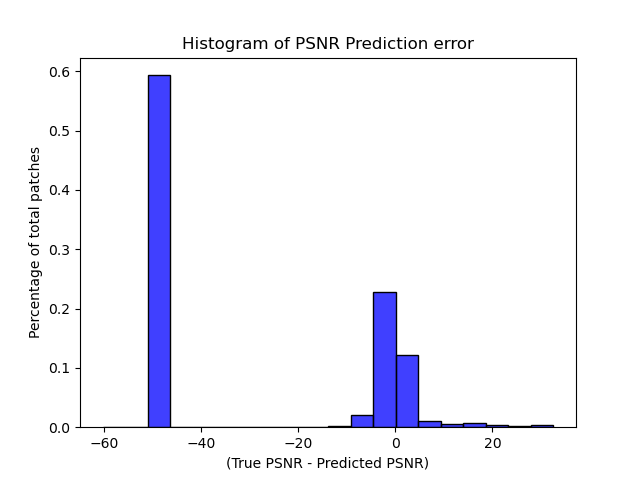 Histogram of PSNR Prediction error
Percentage of total patches
0.6
0.5
0.4
0.3
0.2
0.1
0.0
−60 −40 −20 0 20
(True PSNR - Predicted PSNR)